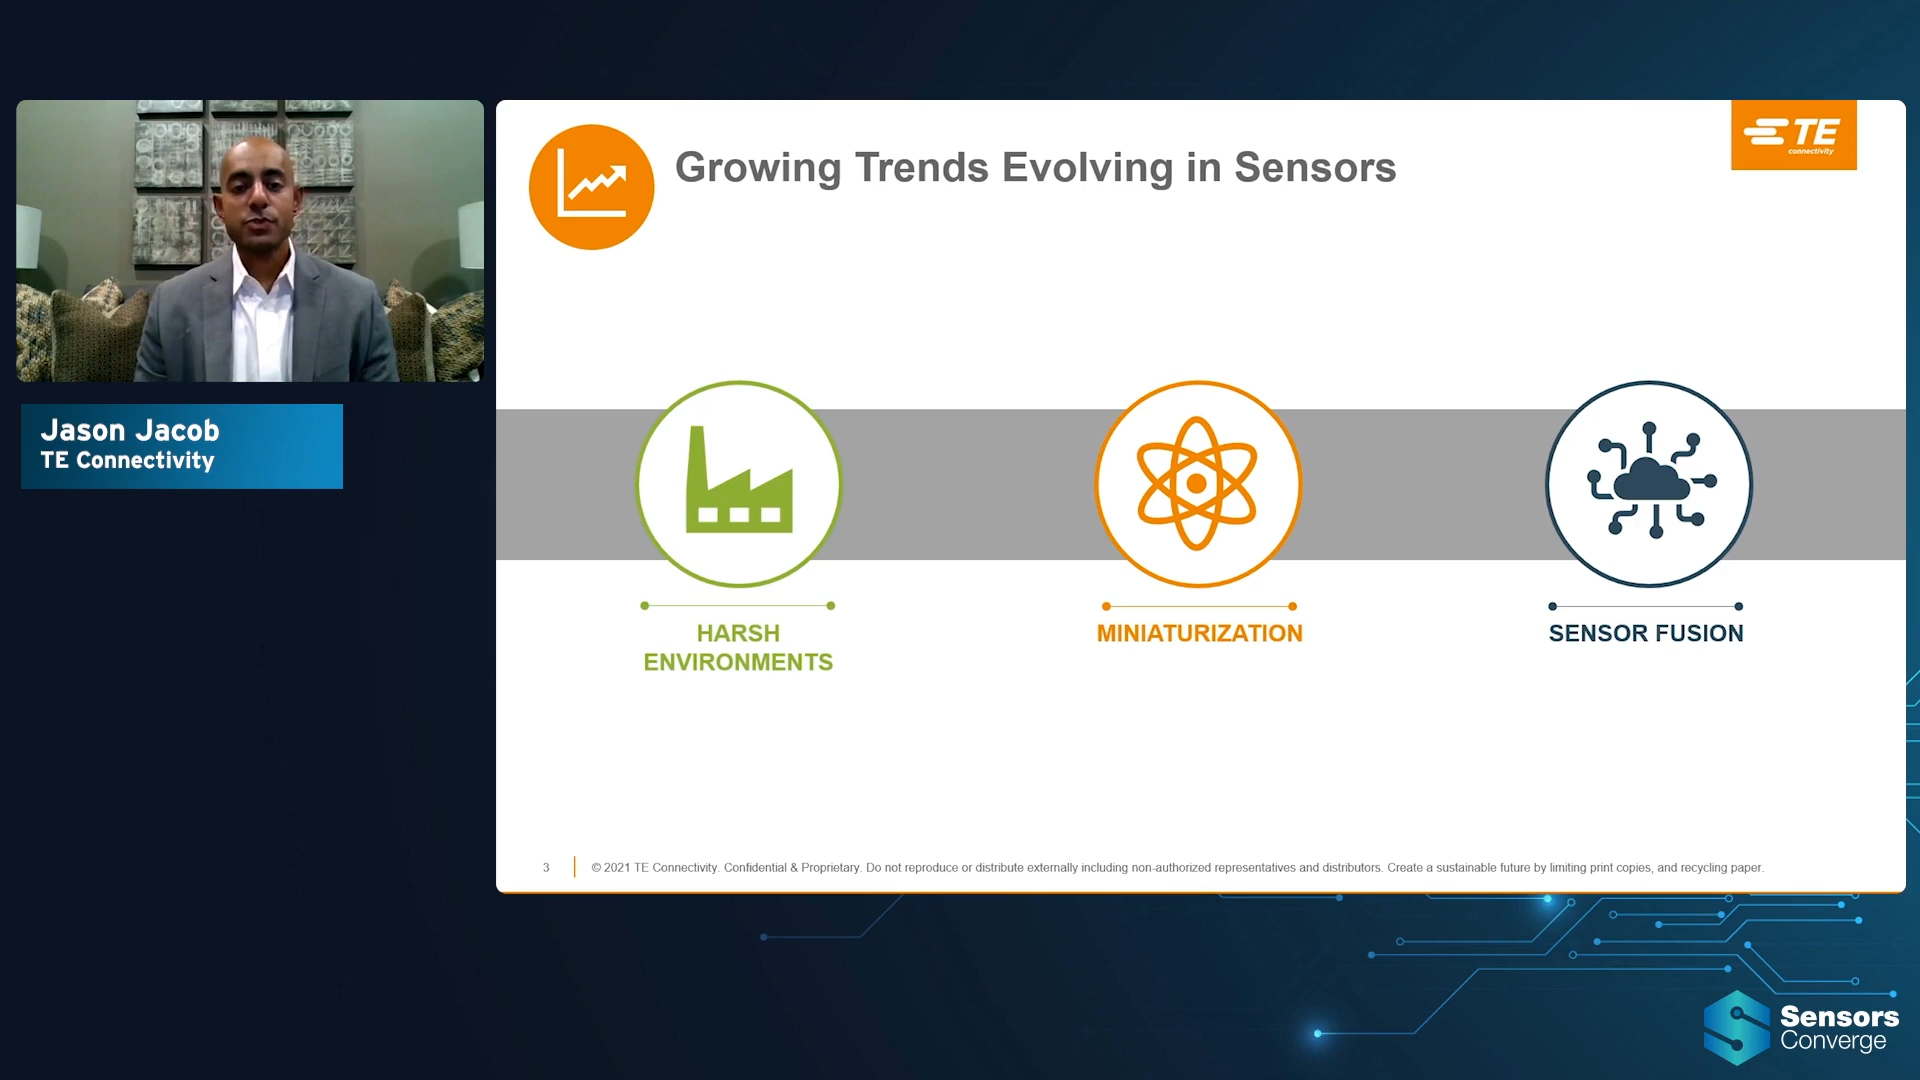 Jason Jacob
TE Connectivity
Growing Trends Evolving in Sensors
TE
connectivity
HARSH
ENVIRONMENTS
MINIATURIZATION
SENSOR FUSION
3
© 2021 TE Connectivity. Confidential & Proprietary. Do not reproduce or distribute externally including non-authorized representatives and distributors. Create a sustainable future by limiting print copies, and recycling paper.
Sensors
Converge